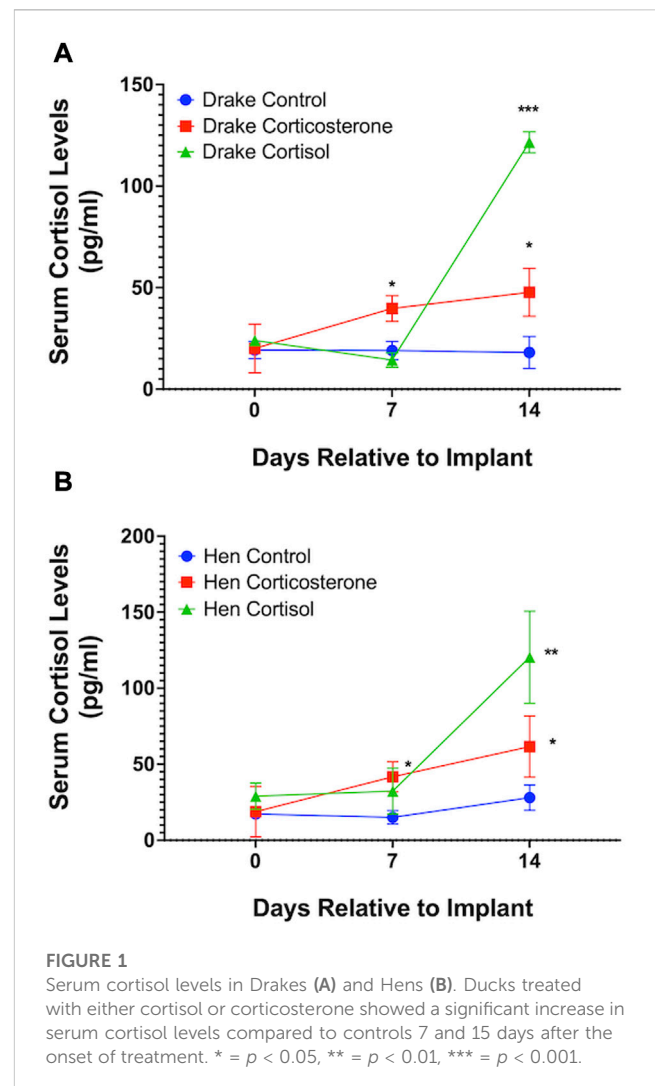 A
150
100
50
0
Serum Cortisol Levels
(pg/ml)
Drake Control
Drake Corticosterone
Drake Cortisol
*
***
*
0 7 14
Days Relative to Implant
B
200
150
100
50
0
Serum Cortisol Levels
(pg/ml)
Hen Control
Hen Corticosterone
Hen Cortisol
*
**
*
0 7 14
Days Relative to Implant
FIGURE 1
Serum cortisol levels in Drakes (A) and Hens (B). Ducks treated
with either cortisol or corticosterone showed a significant increase in
serum cortisol levels compared to controls 7 and 15 days after the
onset of treatment. * = p < 0.05, ** = p < 0.01, *** = p < 0.001.